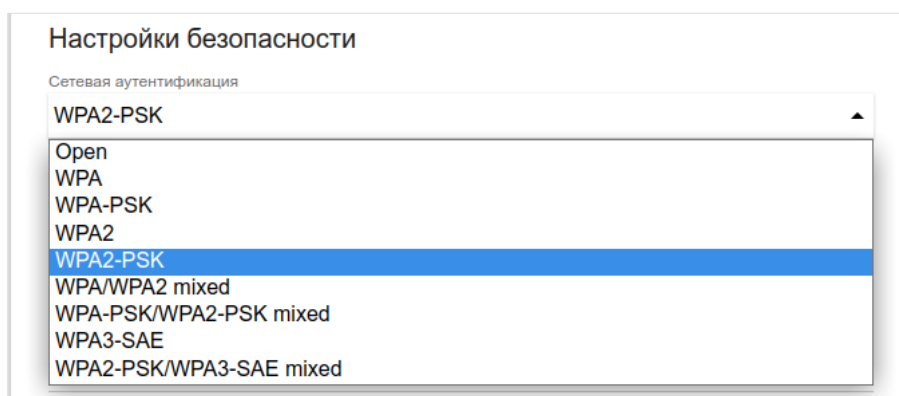 Настройки безопасности
Сетевая аутентификация
WPA2-PSK
Open
WPA
WPA-PSK
WPA2
WPA2-PSK
WPA/WPA2 mixed
WPA-PSK/WPA2-PSK mixed
WPA3-SAE
WPA2-PSK/WPA3-SAE mixed